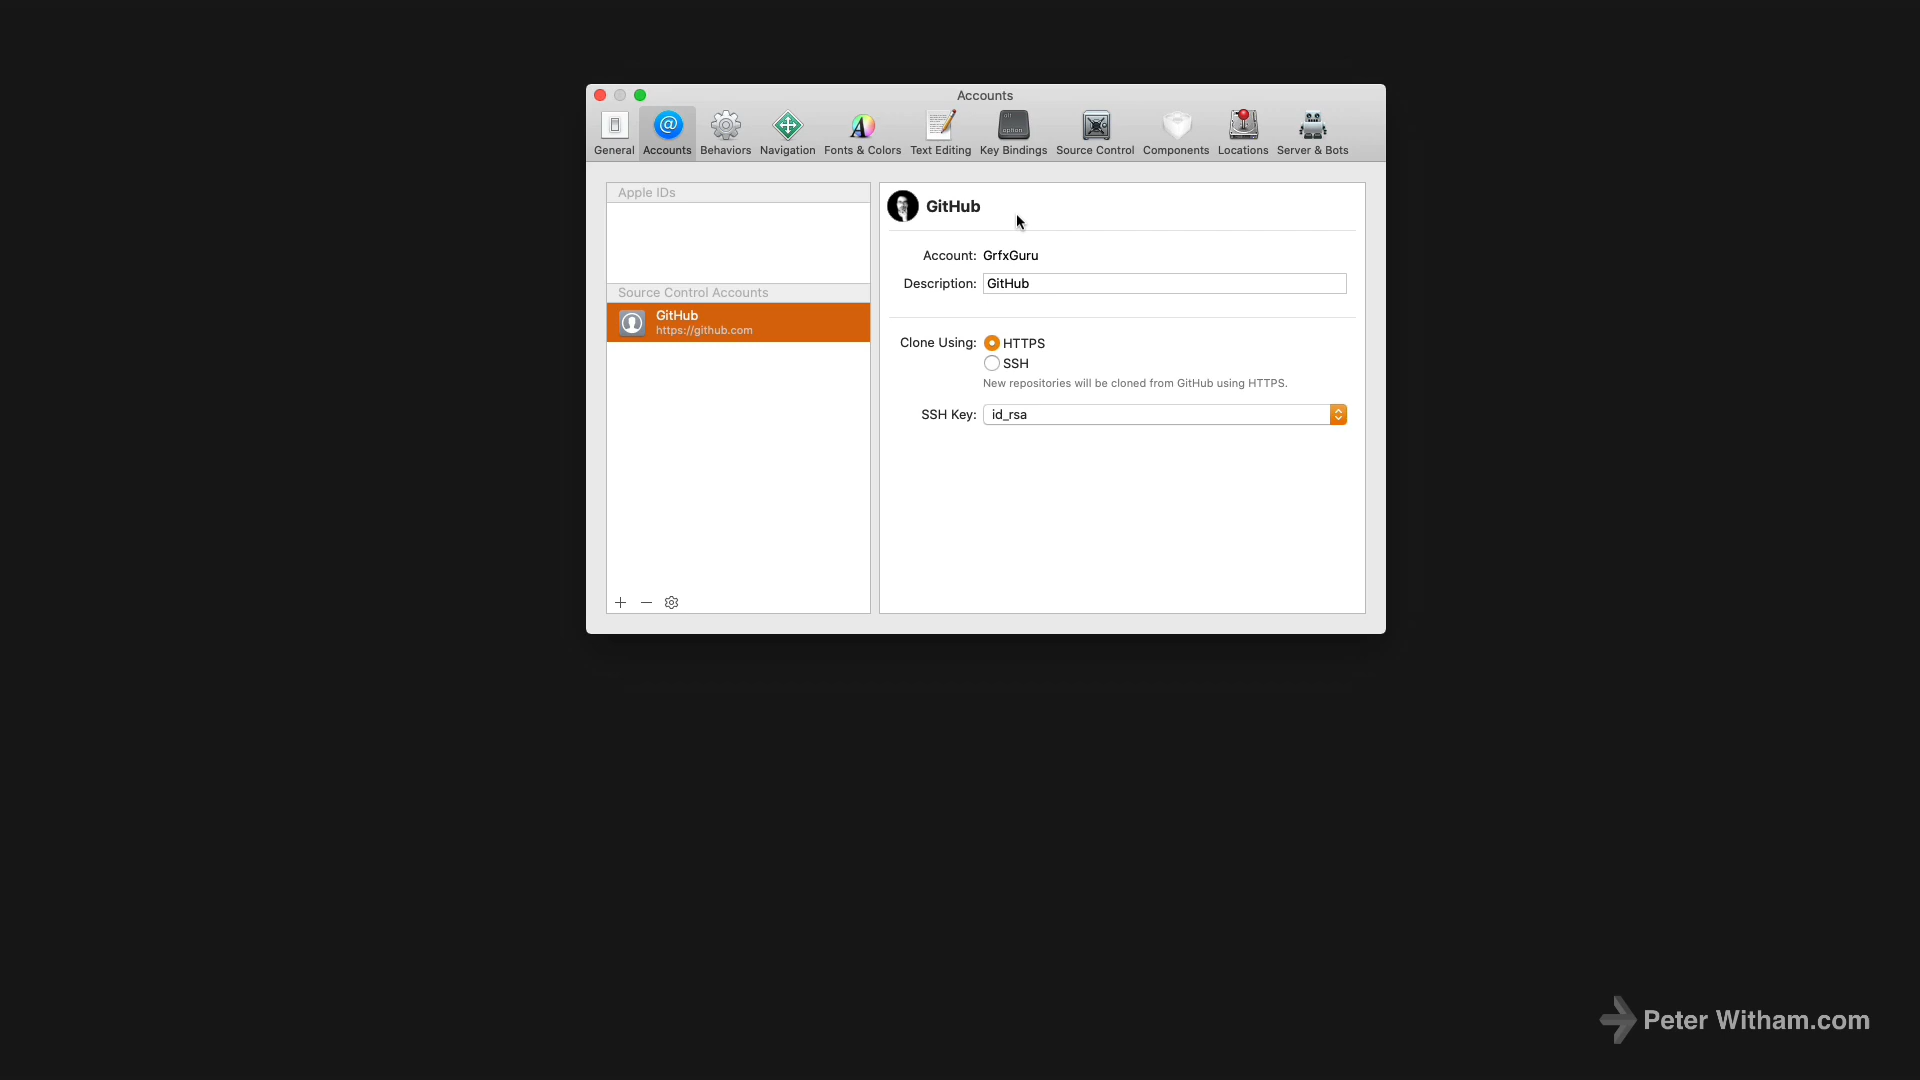 Accounts
General
Accounts
Behaviors
Navigation
Fonts & Colors
Text Editing
Key Bindings
Source Control
Components
Locations
Server & Bots
Apple IDs
Source Control Accounts
GitHub
https://github.com
GitHub
Account: GrfxGuru
Description: GitHub
Clone Using: HTTPS
SSH
New repositories will be cloned from GitHub using HTTPS.
SSH Key: id_rsa
Peter Witham.com